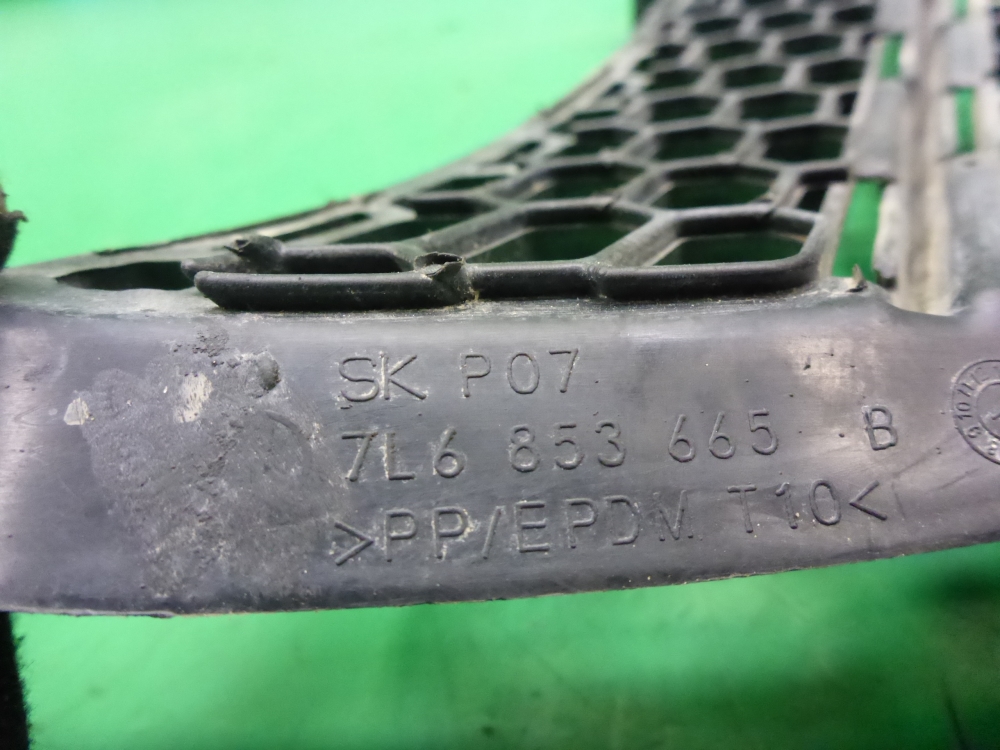 SK P07
7L6 853 665 B
>PP/EPDM T10<